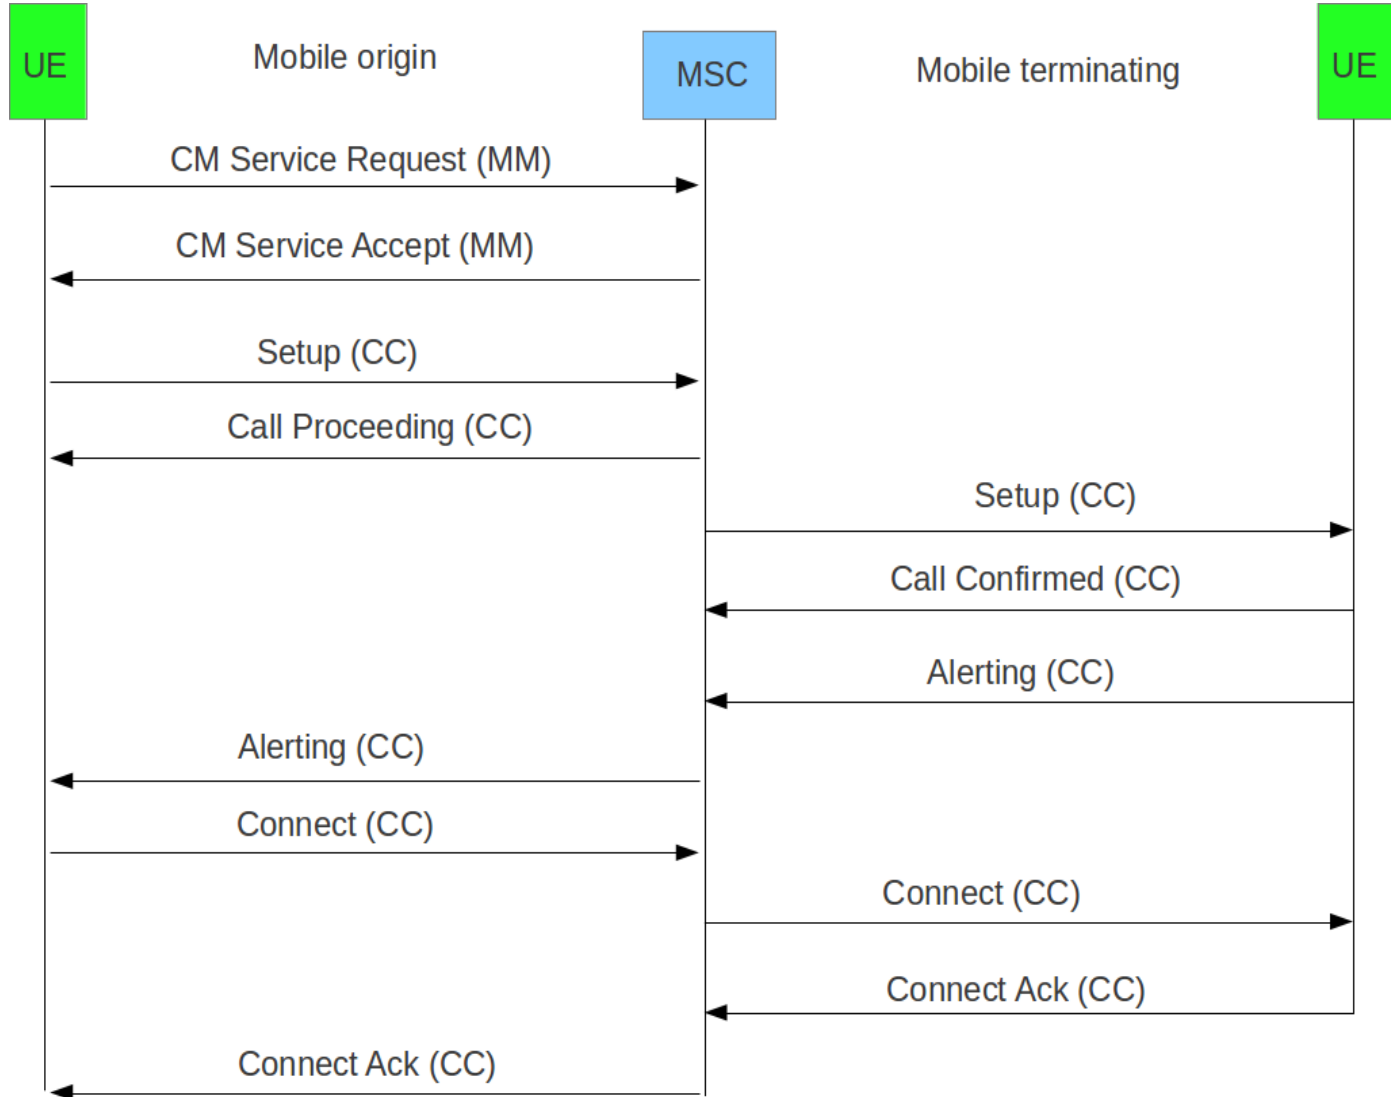 UE
Mobile origin
MSC
Mobile terminating
UE
CM Service Request (MM)
CM Service Accept (MM)
Setup (CC)
Call Proceeding (CC)
Setup (CC)
Call Confirmed (CC)
Alerting (CC)
Alerting (CC)
Connect (CC)
Connect (CC)
Connect Ack (CC)
Connect Ack (CC)